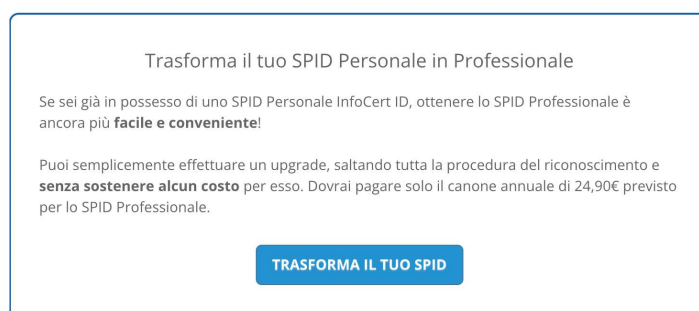 Trasforma il tuo SPID Personale in Professionale
Se sei già in possesso di uno SPID Personale InfoCert ID, ottenere lo SPID Professionale è
ancora più facile e conveniente!
Puoi semplicemente effettuare un upgrade, saltando tutta la procedura del riconoscimento e
senza sostenere alcun costo per esso. Dovrai pagare solo il canone annuale di 24,90€ previsto
per lo SPID Professionale.
TRASFORMA IL TUO SPID